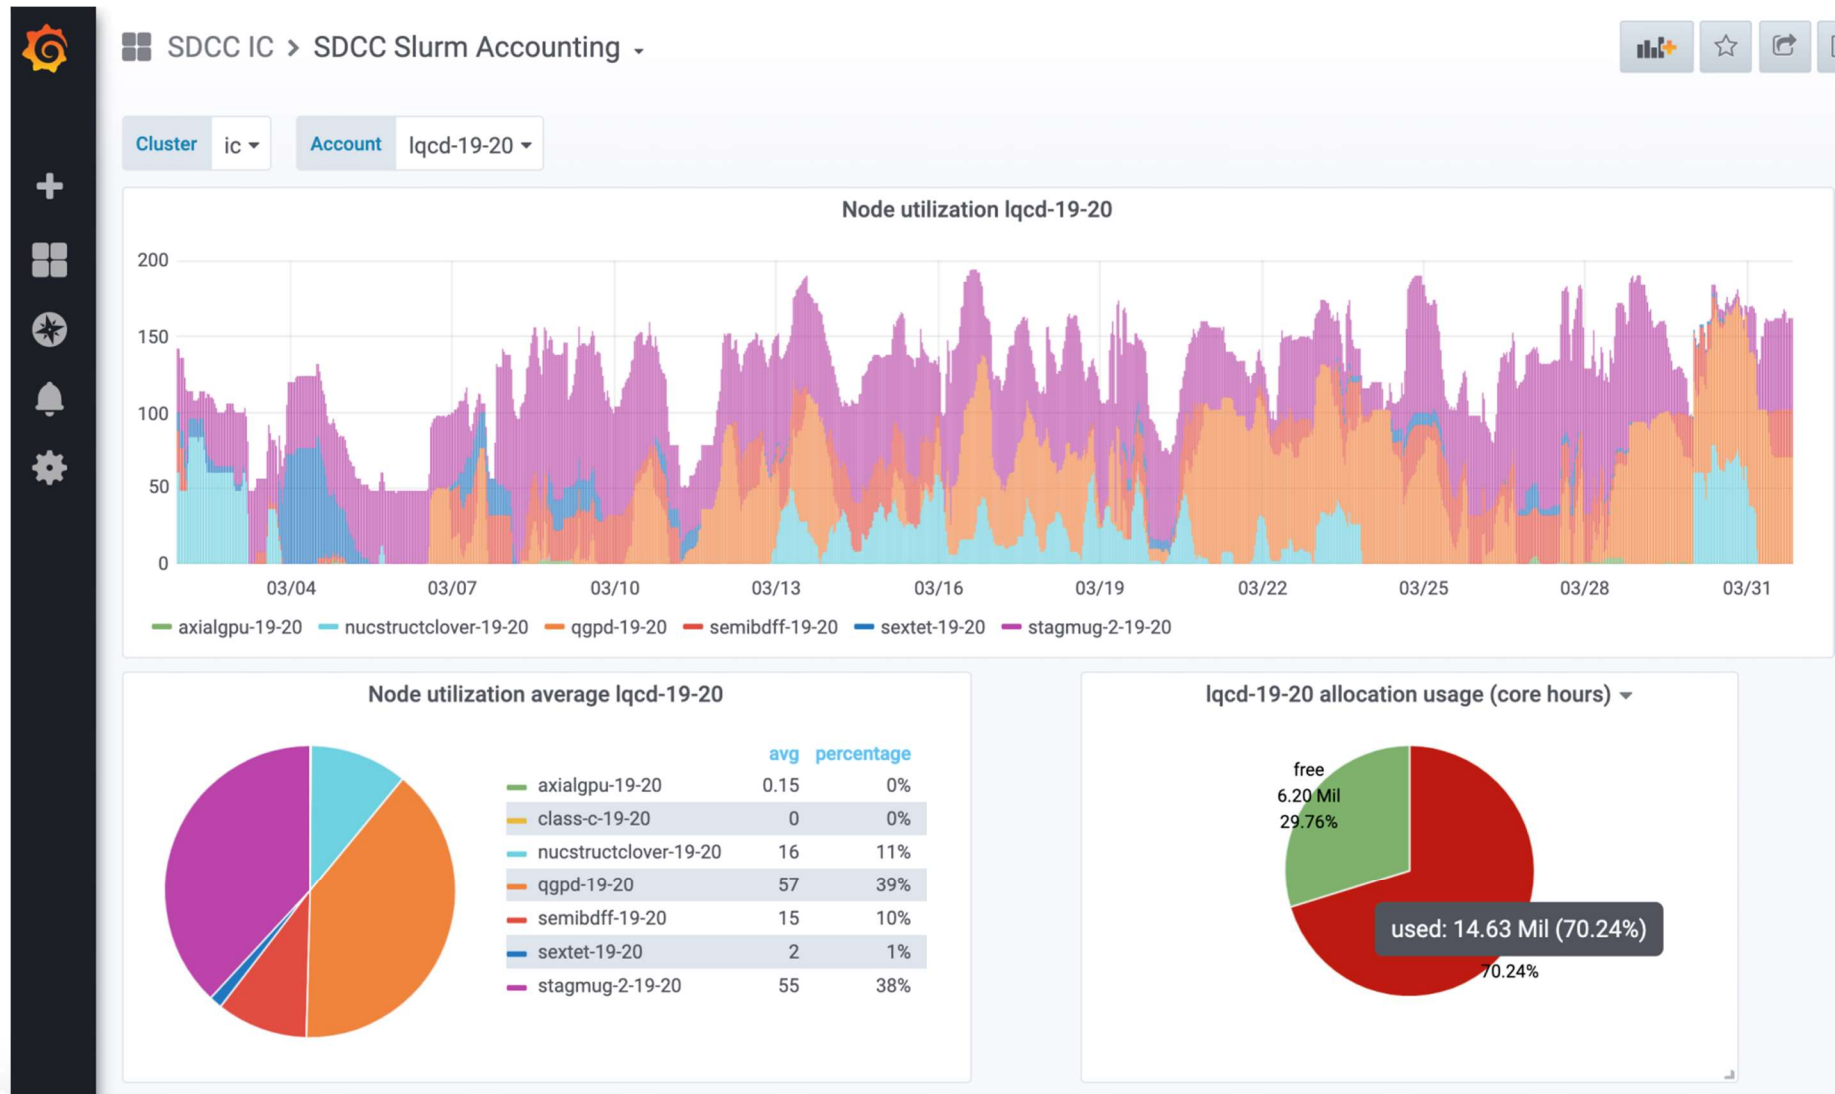 SDCC IC > SDCC Slurm Accounting
Cluster ic Account lqcd-19-20
Node utilization lqcd-19-20
200
150
100
50
0
03/04 03/07 03/10 03/13 03/16 03/19 03/22 03/25 03/28 03/31
axialgpu-19-20 nucstructclover-19-20 qgpd-19-20 semibdff-19-20 sextet-19-20 stagmug-2-19-20
Node utilization average lqcd-19-20
avg percentage
axialgpu-19-20 0.15 0%
class-c-19-20 0 0%
nucstructclover-19-20 16 11%
qgpd-19-20 57 39%
semibdff-19-20 15 10%
sextet-19-20 2 1%
stagmug-2-19-20 55 38%
lqcd-19-20 allocation usage (core hours)
free
6.20 Mil
29.76%
used: 14.63 Mil (70.24%)
70.24%